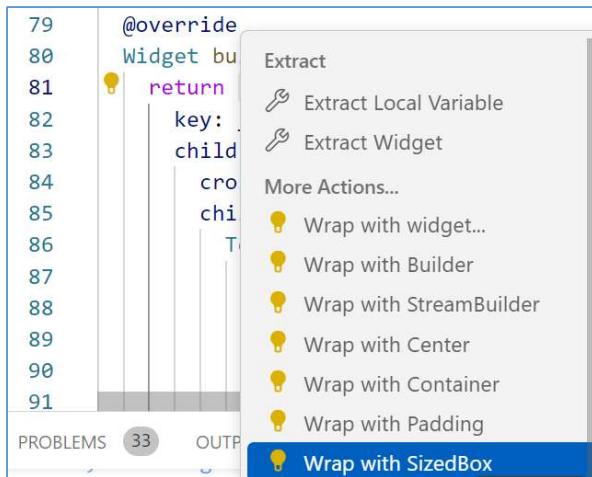 79 @override
80 Widget bu
81 return
82 key:
83 child
84 cro
85 chi
86 Te
87
88
89
90
91
PROBLEMS 33 OUTP
Extract
Extract Local Variable
Extract Widget
More Actions...
Wrap with widget...
Wrap with Builder
Wrap with StreamBuilder
Wrap with Center
Wrap with Container
Wrap with Padding
Wrap with SizedBox